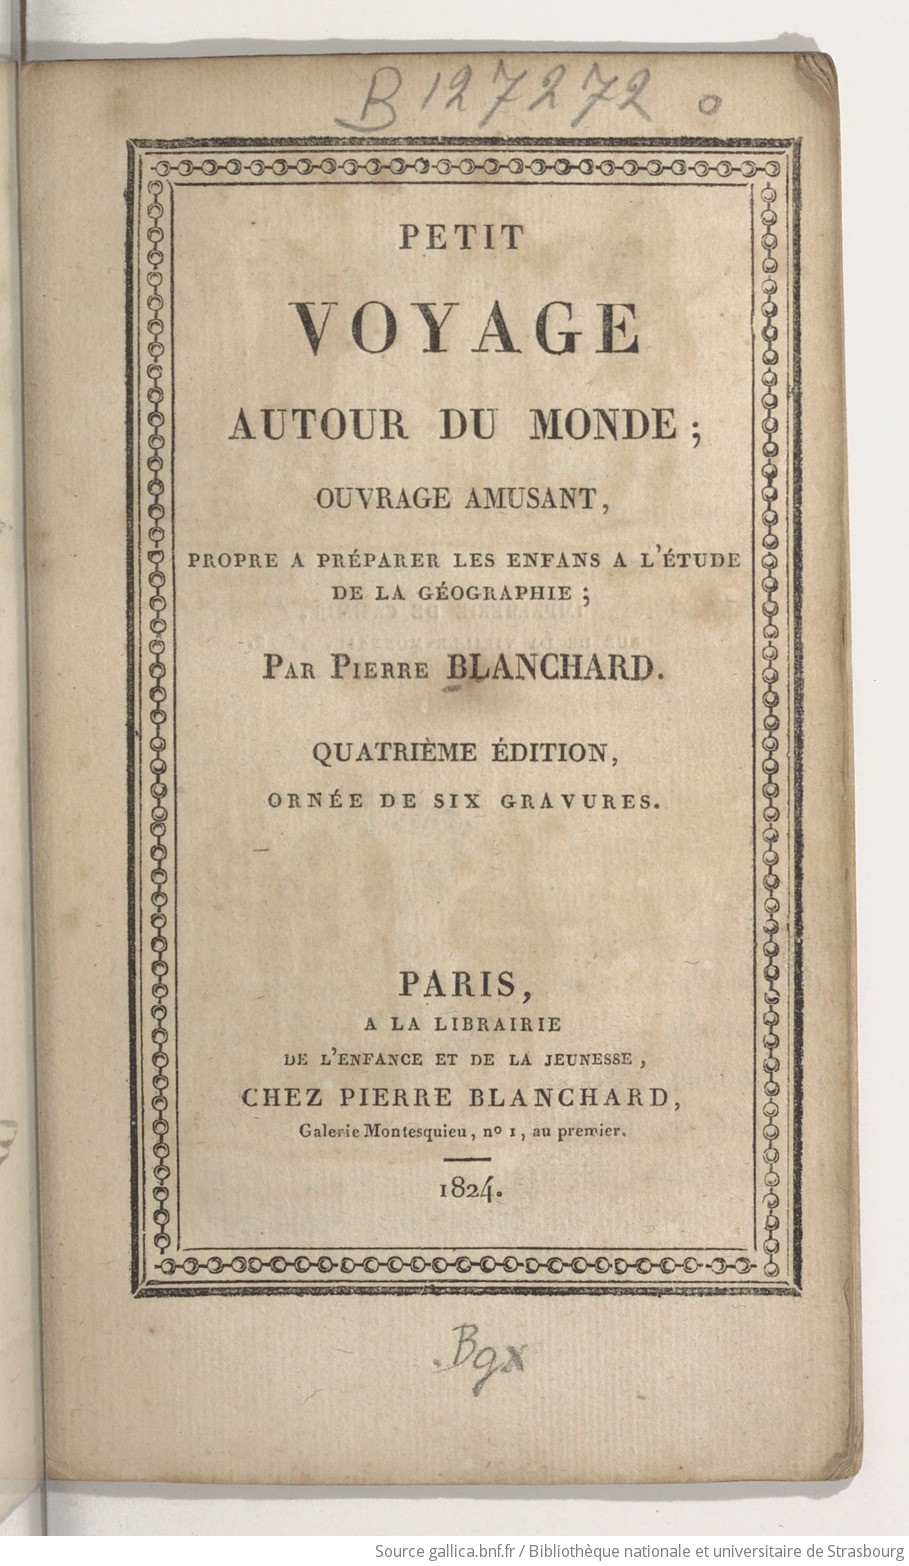 B 127272
PETIT
VOYAGE
AUTOUR DU MONDE ;
OUVRAGE AMUSANT,
PROPRE A PRÉPARER LES ENFANS A L'ÉTUDE
DE LA GÉOGRAPHIE ;
PAR PIERRE BLANCHARD.
QUATRIÈME ÉDITION,
ORNÉE DE SIX GRAVURES.
PARIS,
A LA LIBRAIRIE
DE L'ENFANCE ET DE LA JEUNESSE ,
CHEZ PIERRE BLANCHARD,
Galerie Montesquieu, nº 1, au premier.
1824.
Bgx
Source gallica.bnf.fr / Bibliothèque nationale et universitaire de Strasbourg